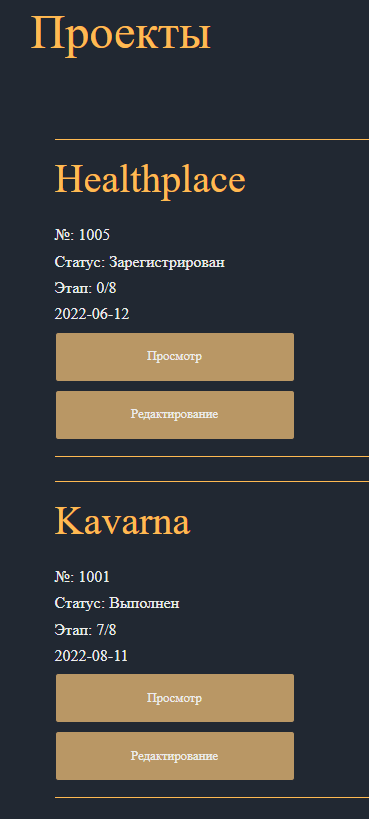 Проекты
Healthplace
№: 1005
Статус: Зарегистрирован
Этап: 0/8
2022-06-12
Просмотр
Редактирование
Kavarna
№: 1001
Статус: Выполнен
Этап: 7/8
2022-08-11
Просмотр
Редактирование